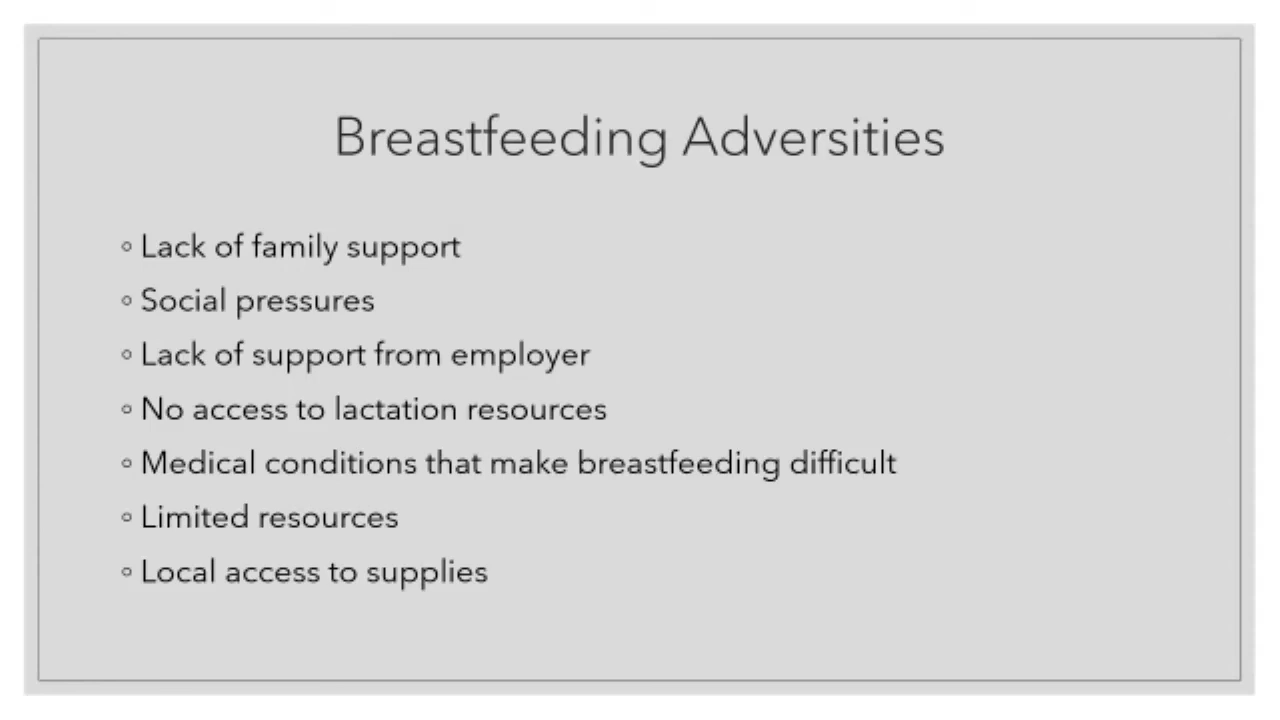 Breastfeeding Adversities
◦ Lack of family support
◦ Social pressures
◦ Lack of support from employer
◦ No access to lactation resources
◦ Medical conditions that make breastfeeding difficult
◦ Limited resources
◦ Local access to supplies